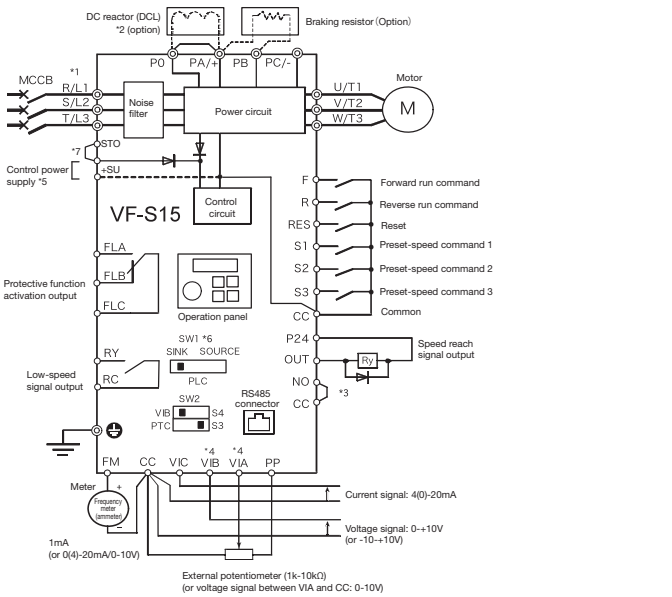 DC reactor (DCL)
*2 (option)
Braking resistor (Option)
P0 PA/+ PB PC/-
MCCB *1
R/L1
S/L2
T/L3
Noise
filter
Power circuit
U/T1
V/T2
W/T3
Motor
M
*7
STO
Control power
supply *5
+SU
VF-S15
Control
circuit
F
Forward run command
R
Reverse run command
RES
Reset
S1
Preset-speed command 1
S2
Preset-speed command 2
S3
Preset-speed command 3
CC
Common
FLA
FLB
FLC
Protective function
activation output
Operation panel
P24
OUT
Ry
Speed reach
signal output
NO
CC
*3
SW1 *6
SINK SOURCE
PLC
RY
RC
Low-speed
signal output
SW2
VIB S4
PTC S3
RS485
connector
*4 *4
FM CC VIC VIB VIA PP
Meter
+
Frequency
meter
(ammeter)
−
1mA
(or 0(4)-20mA/0-10V)
Current signal: 4(0)-20mA
Voltage signal: 0-+10V
(or -10-+10V)
External potentiometer (1k-10kΩ)
(or voltage signal between VIA and CC: 0-10V)